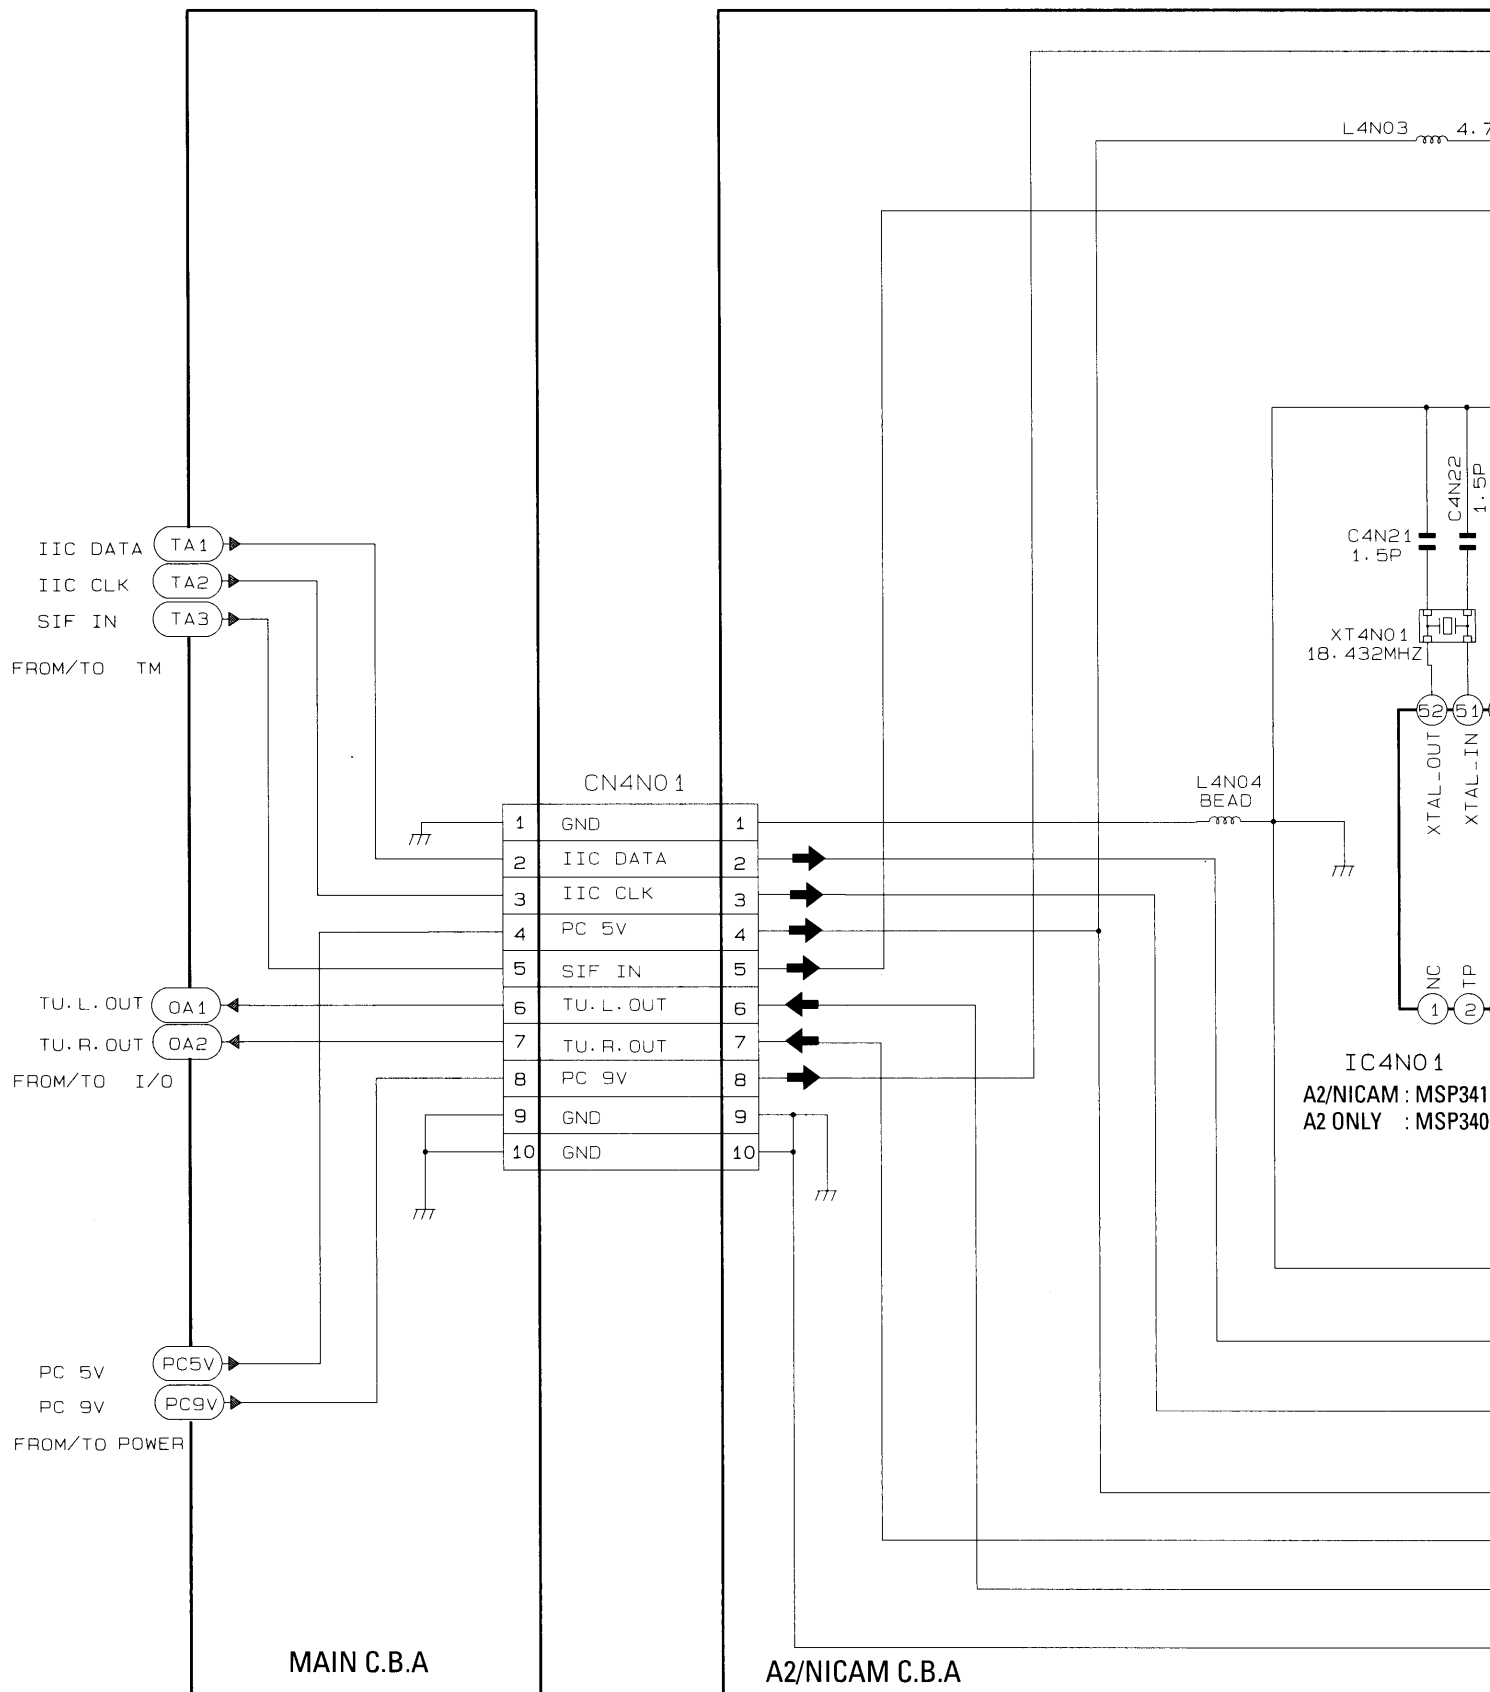 L4N03 4.7
C4N22
1.5P
C4N21
1.5P
IIC DATA TA1
IIC CLK TA2
SIF IN TA3
FROM/TO TM
XT4N01
18.432MHZ
52 51
XTAL_OUT
XTAL_IN
CN4N01
L4N04
BEAD
1 GND 1
2 IIC DATA 2
3 IIC CLK 3
4 PC 5V 4
5 SIF IN 5
6 TU.L.OUT 6
7 TU.R.OUT 7
8 PC 9V 8
9 GND 9
10 GND 10
TU.L.OUT OA1
TU.R.OUT OA2
FROM/TO I/O
NC
TP
1 2
IC4N01
A2/NICAM : MSP341
A2 ONLY : MSP340
PC 5V PC5V
PC 9V PC9V
FROM/TO POWER
MAIN C.B.A
A2/NICAM C.B.A